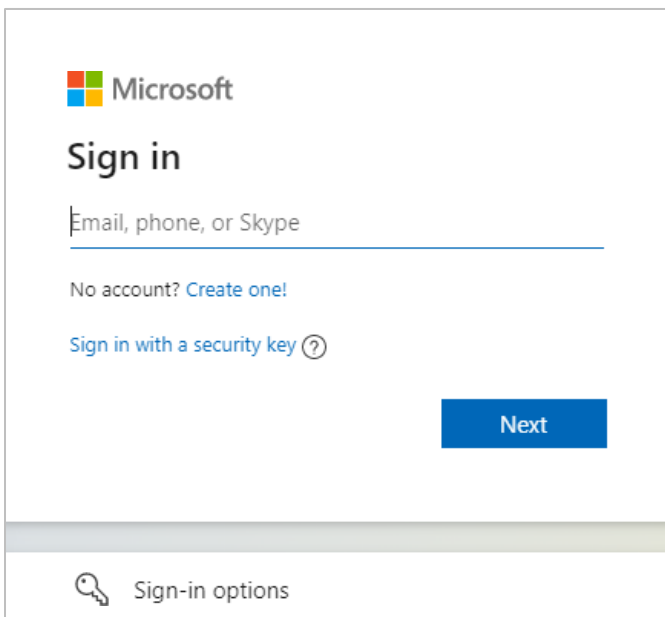 Microsoft
Sign in
Email, phone, or Skype
No account? Create one!
Sign in with a security key ?
Next
Sign-in options